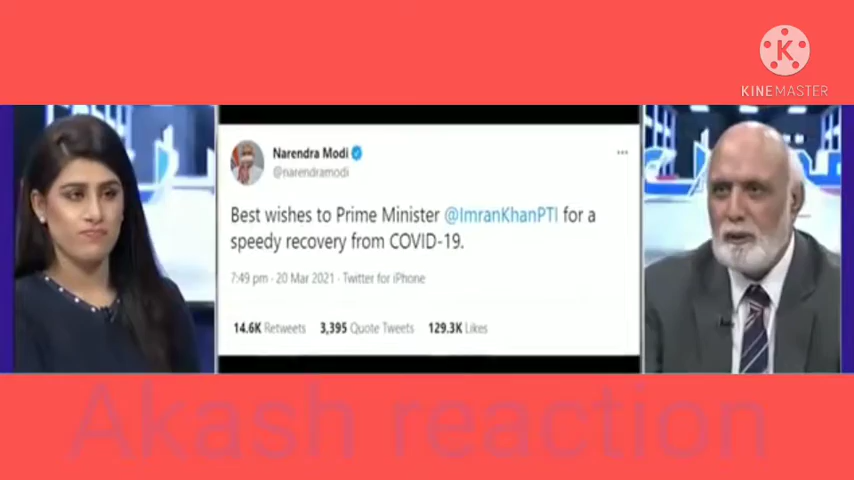 KINEMASTER
Narendra Modi
@narendramodi
Best wishes to Prime Minister @ImranKhanPTI for a
speedy recovery from COVID-19.
7:49 pm · 20 Mar 2021 · Twitter for iPhone
14.6K Retweets 3,395 Quote Tweets 129.3K Likes
Akash reaction